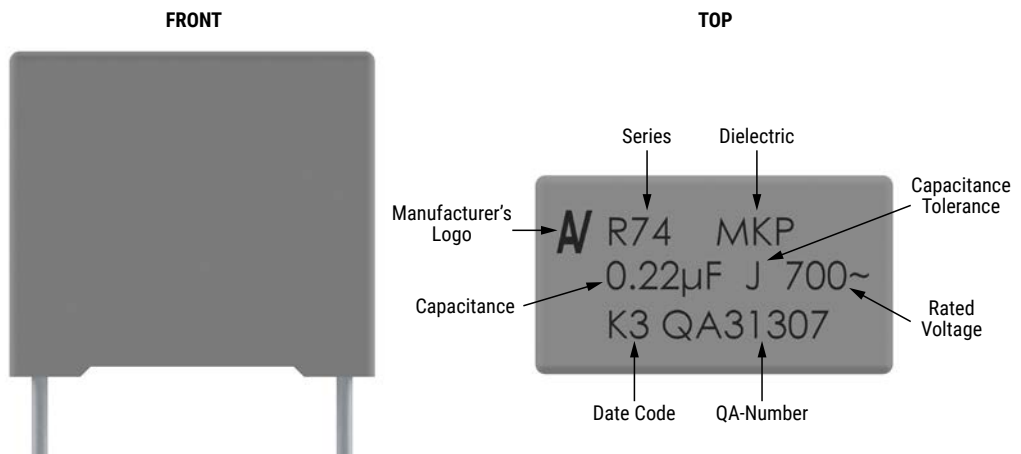 FRONT
TOP
Series
Dielectric
Capacitance
Tolerance
Manufacturer's
Logo
R74 MKP
0.22µF J 700~
K3 QA31307
Capacitance
Rated
Voltage
Date Code
QA-Number